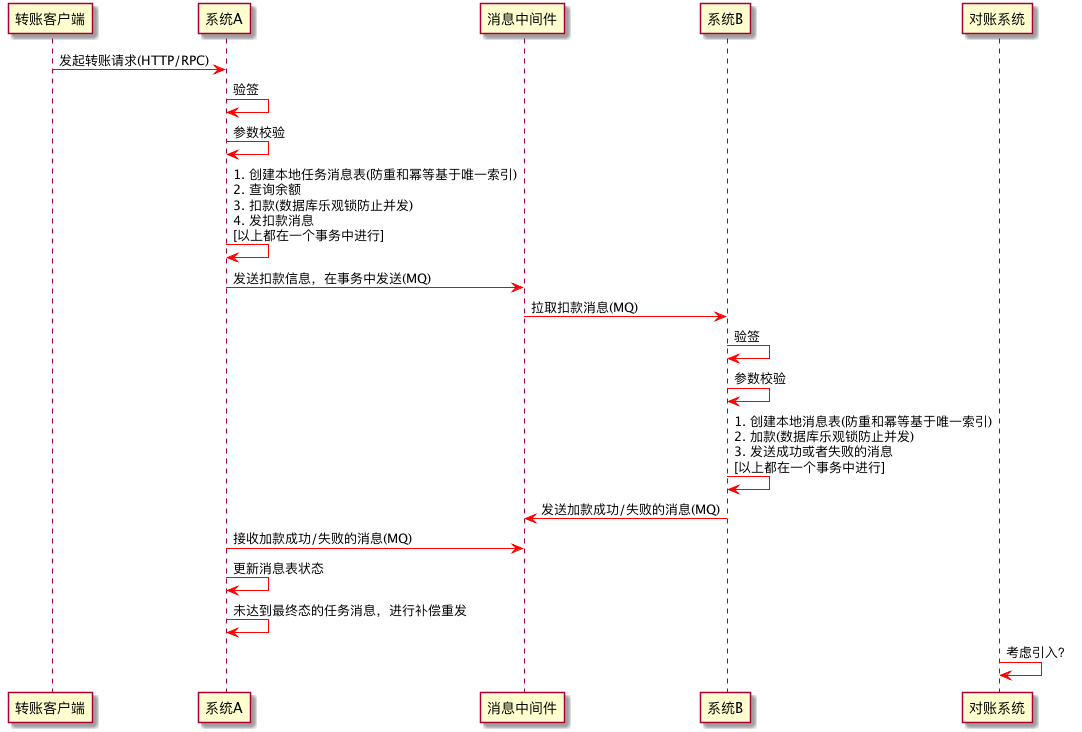 转账客户端
系统A
消息中间件
系统B
对账系统
发起转账请求(HTTP/RPC)
验签
参数校验
1. 创建本地任务消息表(防重和幂等基于唯一索引)
2. 查询余额
3. 扣款(数据库乐观锁防止并发)
4. 发扣款消息
[以上都在一个事务中进行]
发送扣款信息，在事务中发送(MQ)
拉取扣款消息(MQ)
验签
参数校验
1. 创建本地消息表(防重和幂等基于唯一索引)
2. 加款(数据库乐观锁防止并发)
3. 发送成功或者失败的消息
[以上都在一个事务中进行]
发送加款成功/失败的消息(MQ)
接收加款成功/失败的消息(MQ)
更新消息表状态
未达到最终态的任务消息，进行补偿重发
考虑引入?
转账客户端
系统A
消息中间件
系统B
对账系统